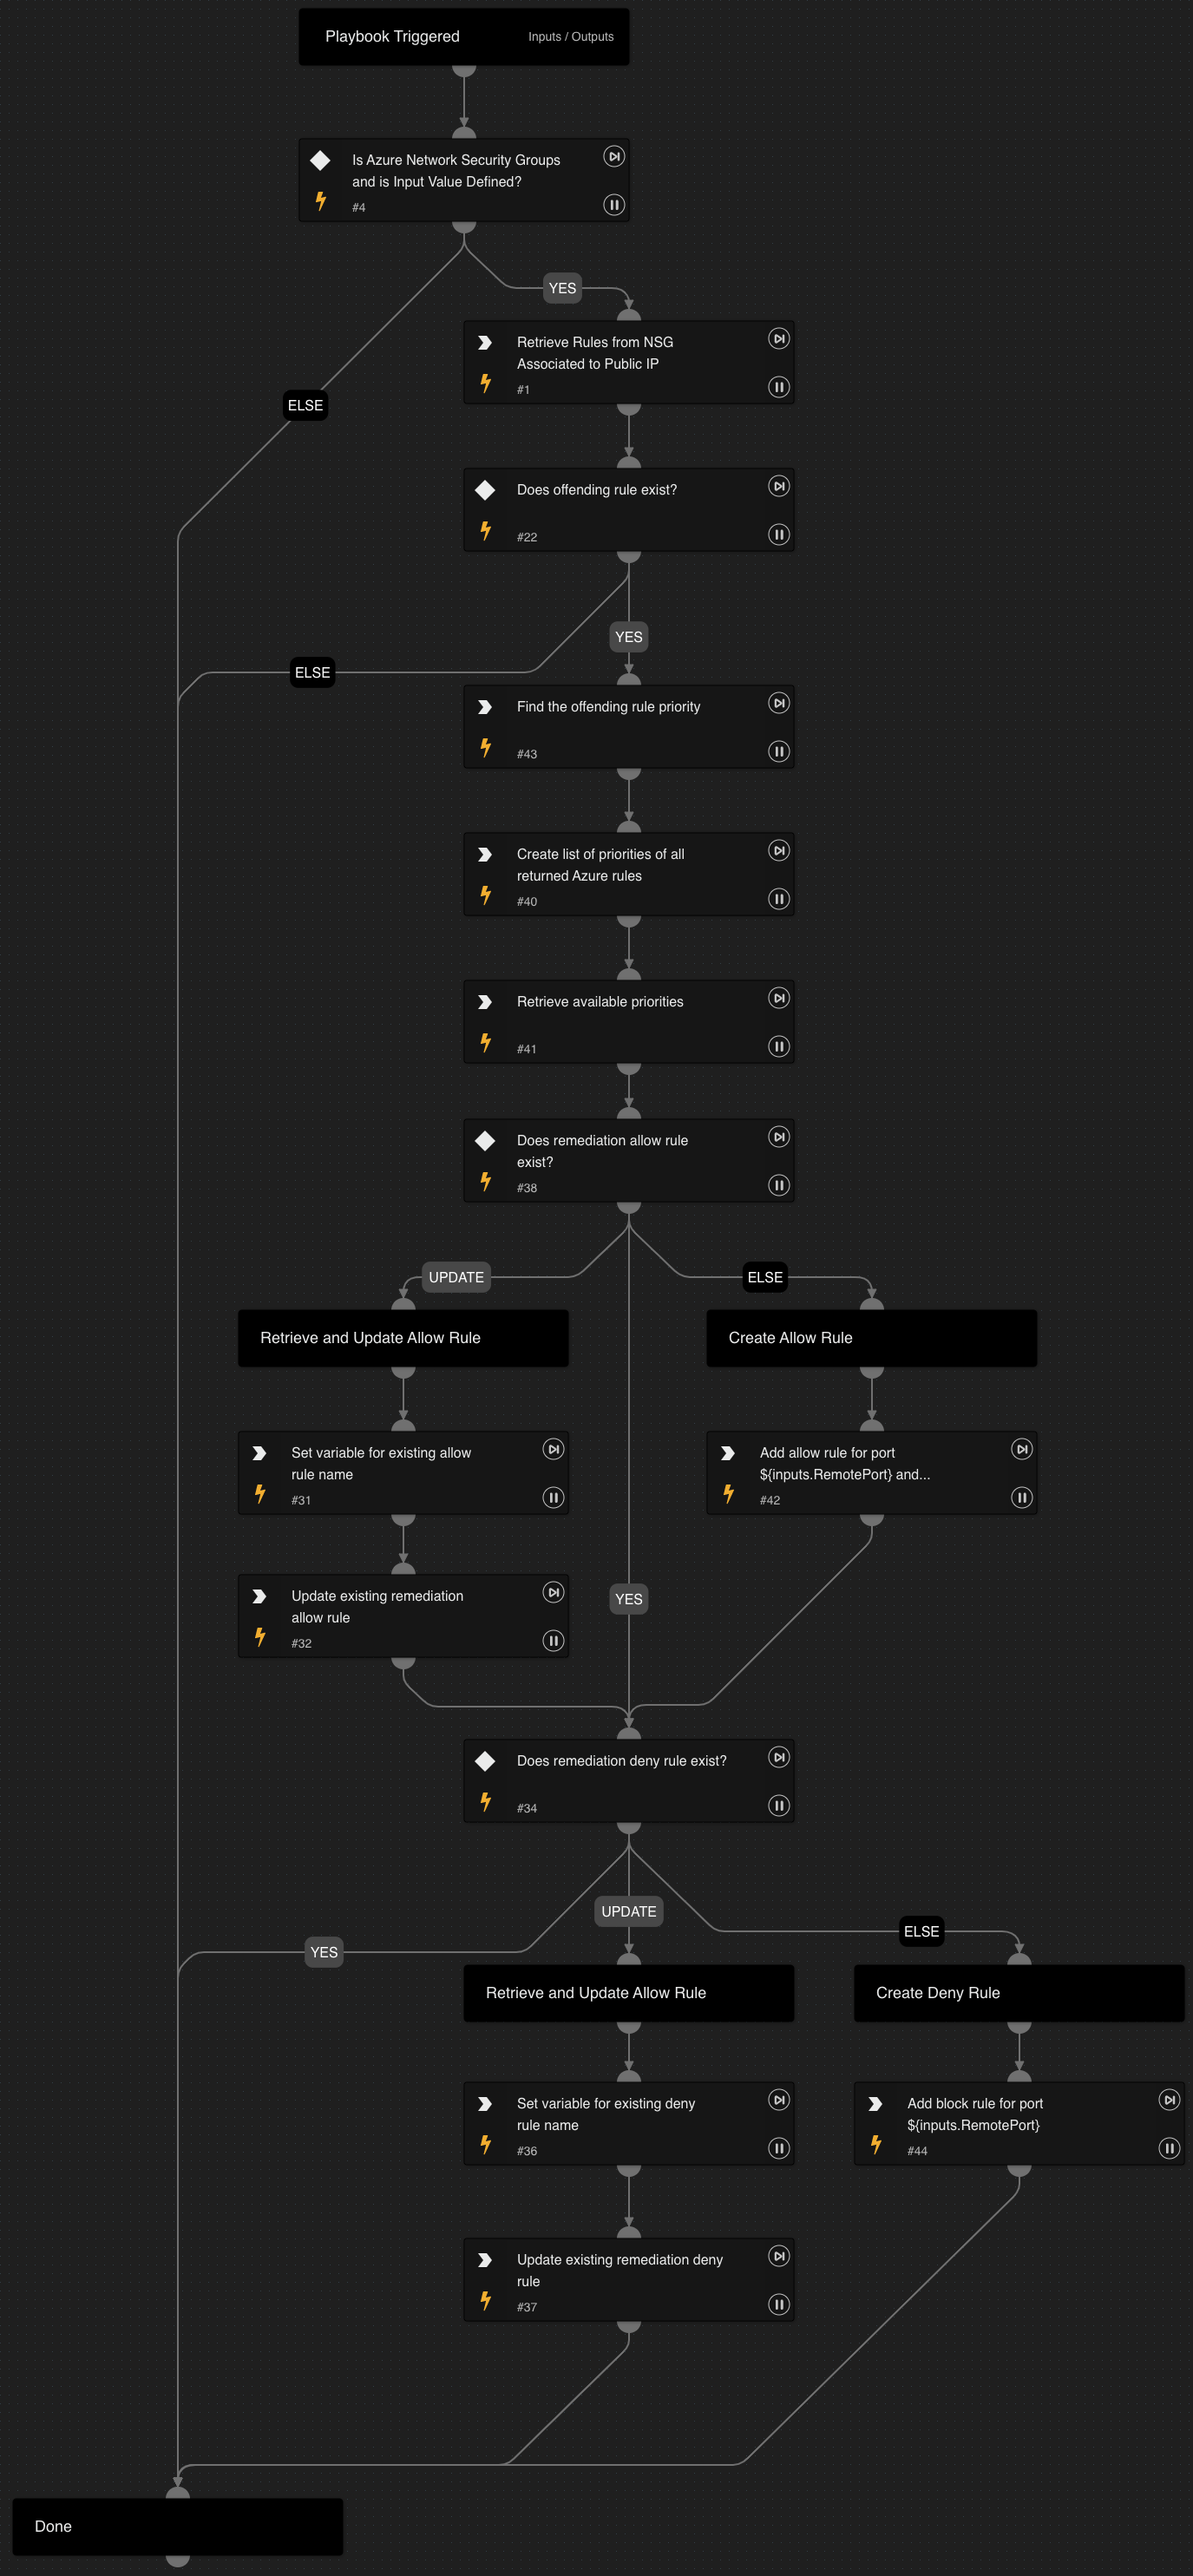 Playbook Triggered
Inputs / Outputs
Is Azure Network Security Groups
and is Input Value Defined?
#4
YES
Retrieve Rules from NSG
Associated to Public IP
#1
ELSE
Does offending rule exist?
#22
YES
ELSE
Find the offending rule priority
#43
Create list of priorities of all
returned Azure rules
#40
Retrieve available priorities
#41
Does remediation allow rule
exist?
#38
UPDATE
ELSE
Retrieve and Update Allow Rule
Create Allow Rule
Set variable for existing allow
rule name
#31
Add allow rule for port
${inputs.RemotePort} and...
#42
Update existing remediation
allow rule
#32
YES
Does remediation deny rule exist?
#34
UPDATE
ELSE
YES
Retrieve and Update Allow Rule
Create Deny Rule
Set variable for existing deny
rule name
#36
Add block rule for port
${inputs.RemotePort}
#44
Update existing remediation deny
rule
#37
Done